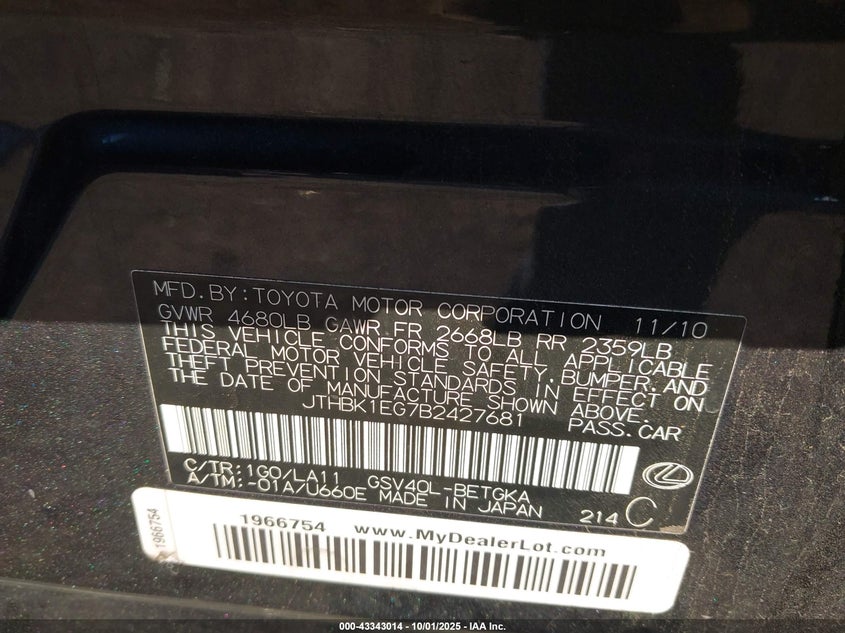 MFD.BY:TOYOTA MOTOR CORPORATION 11/10
GVWR 4680LB GAWR FR 2668LB RR 2359LB
THIS VEHICLE CONFORMS TO ALL APPLICABLE
FEDERAL MOTOR VEHICLE SAFETY,BUMPER,AND
THEFT PREVENTION STANDARDS IN EFFECT ON
THE DATE OF MANUFACTURE SHOWN ABOVE.
JTHBK1EG7B2427681 PASS.CAR
C/TR:1G0/LA11 GSV40L-BETGKA
A/TM:-01A/U660E MADE IN JAPAN 214 C
1966754
1966754 www.MyDealerLot.com
000-43343014 - 10/01/2025 - IAA Inc.